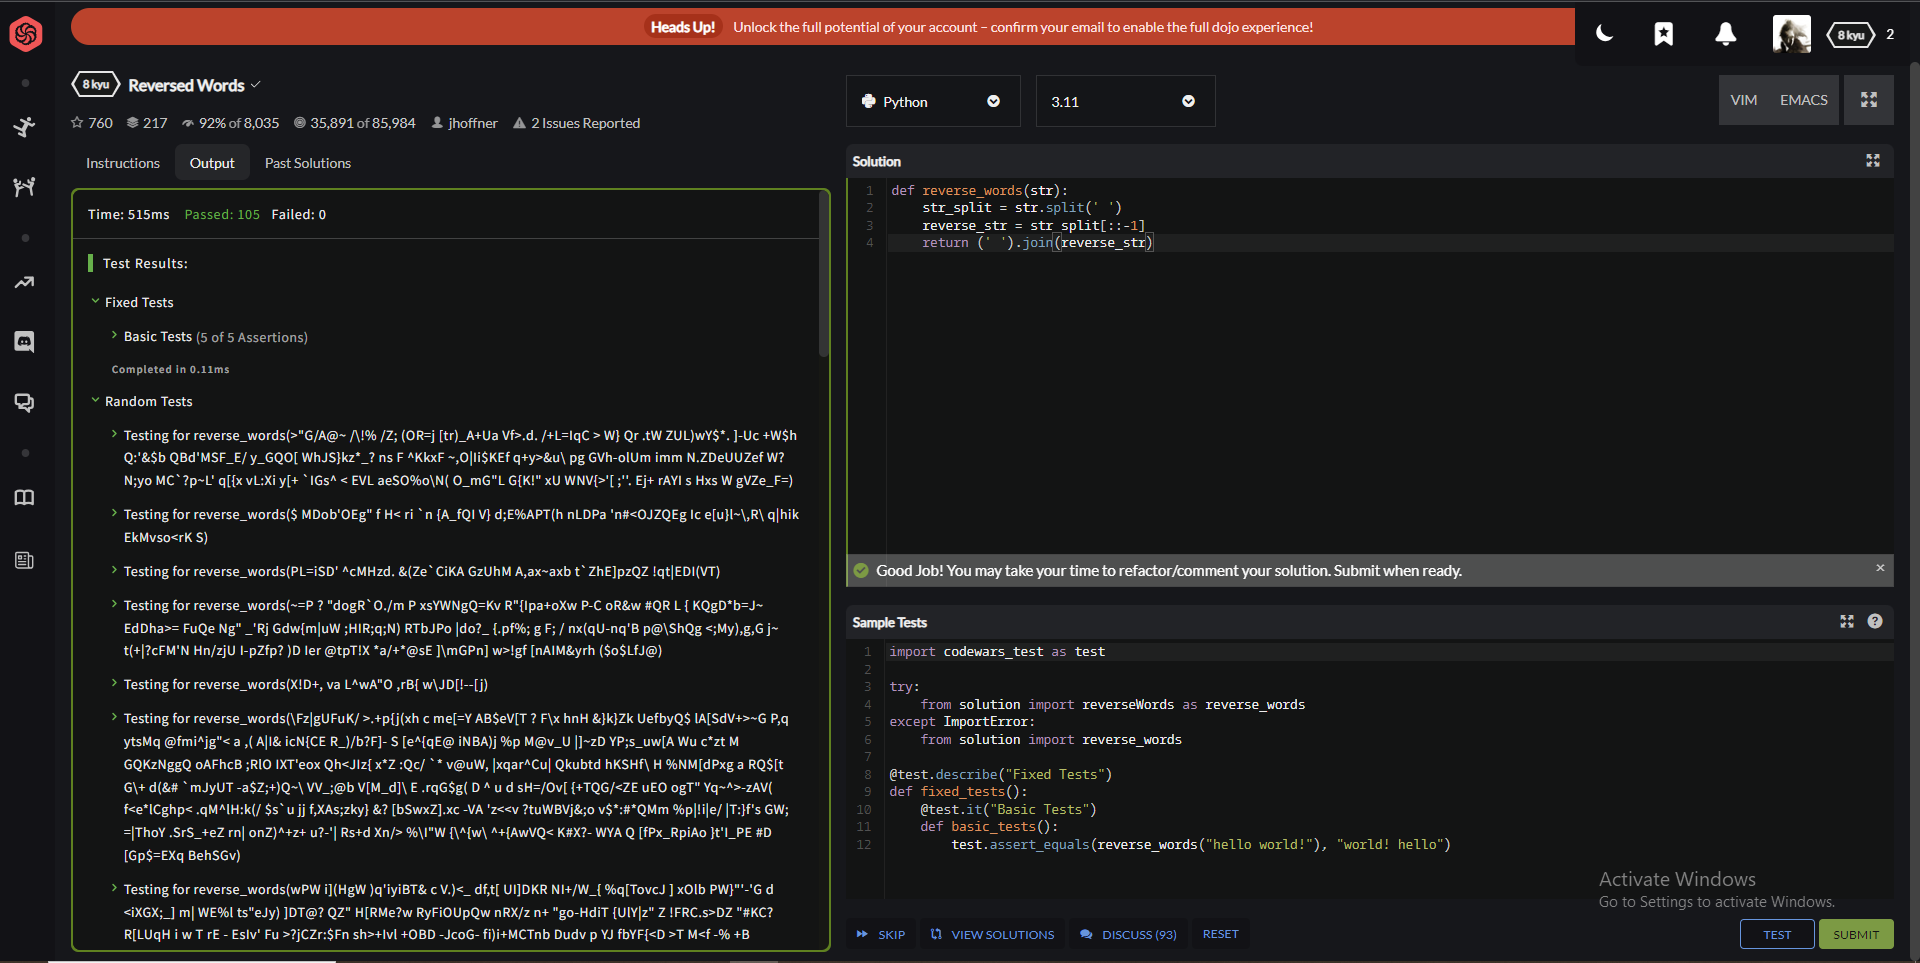 Heads Up! Unlock the full potential of your account – confirm your email to enable the full dojo experience!
8 kyu 2
8 kyu Reversed Words
760 217 92% of 8,035 35,891 of 85,984 jhoffner 2 Issues Reported
Python 3.11 VIM EMACS
Instructions Output Past Solutions
Time: 515ms Passed: 105 Failed: 0
Test Results:
Fixed Tests
Basic Tests (5 of 5 Assertions)
Completed in 0.11ms
Random Tests
Testing for reverse_words(>"G/A@~ /\!% /Z; (OR=j [tr)_A+Ua Vf>.d. /+L=IqC > W} Qr .tW ZUL)wY$*. ]-Uc +W$h
Q:'&$b QBd'MSF_E/ y_GQO[ WhJS}kz*_? ns F ^KkxF ~,O|Ii$KEf q+y>&u\ pg GVh-olUm imm N.ZDeUUZef W?
N;yo MC`?p~L' q[{x vL:Xi y[+ `IGs^ < EVL aeSO%o\N( O_mG"L G{K!" xU WNV{>'[ ;''. Ej+ rAYI s Hxs W gVZe_F=)
Testing for reverse_words($ MDob'OEg" f H< ri `n {A_fQI V} d;E%APT(h nLDPa 'n#<OJZQEg Ic e[u}l~\,R\ q|hik
EkMvso<rK S)
Testing for reverse_words(PL=iSD' ^cMHzd. &(Ze`CiKA GzUhM A,ax~axb t`ZhE]pzQZ !qt|EDI(VT)
Testing for reverse_words(~=P ? "dogR`O./m P xsYWNgQ=Kv R"{Ipa+oXw P-C oR&w #QR L { KQgD*b=J~
EdDha>= FuQe Ng" _'Rj Gdw{m|uW ;HIR;q;N) RTbJPo |do?_ {.pf%; g F; / nx(qU-nq'B p@\ShQg <;My),g,G j~
t(+|?cFM'N Hn/zjU I-pZfp? )D Ier @tpT!X *a/+*@sE ]\mGPn] w>!gf [nAIM&yrh ($o$LfJ@)
Testing for reverse_words(X!D+, va L^wA"O ,rB{ w\JD[!--[j)
Testing for reverse_words(\Fz|gUFuK/ >.+p{j(xh c me[=Y AB$eV[T ? F\x hnH &}k}Zk UefbyQ$ lA[SdV+>~G P,q
ytsMq @fmi^jg"< a ,( A|I& icN{CE R_)/b?F]- S [e^{qE@ iNBA)j %p M@v_U |]~zD YP;s_uw[A Wu c*zt M
GQKzNggQ oAFhcB ;RlO IXT'eox Qh<JIz{ x*Z :Qc/ `* v@uW, |xqar^Cu| Qkubtd hKSHf\ H %NM[dPxg a RQ$[t
G\+ d(&# `mJyUT -a$Z;+)Q~\ VV_;@b V[M_d]\ E .rqG$g( D ^ u d sH=/Ov[ {+TQG/<ZE uEO ogT" Yq~^>-zAV(
f<e*lCghp< .qM^lH:k(/ $s`u jj f,XAs;zky} &? [bSwxZ].xc -VA 'z<<v ?tuWBVj&;o v$*:#*QMm %p|!i|e/ |T:}f's GW;
=|ThoY .SrS_+eZ rn| onZ)^+z+ u?-'| Rs+d Xn/> %\I"W {\^{w\ ^+{AwVQ< K#X?- WYA Q [fPx_RpiAo }t'I_PE #D
[Gp$=EXq BehSGv)
Testing for reverse_words(wPW i](HgW )q'iyiBT& c V.)<_ df,t[ UI]DKR NI+/W_{ %q[TovcJ ] xOlb PW}"'-'G d
<iXGX;_] m| WE%l ts"eJy) ]DT@? QZ" H[RMe?w RyFiOUpQw nRX/z n+ "go-HdiT {UlY|z" Z !FRC.s>DZ "#KC?
R[LUqH i w T rE - EsIv' Fu >?jCZr:$Fn sh>+Ivl +OBD -JcoG- fi)i+MCTnb Dudv p YJ fbYF{<D >T M<f -% +B
Solution
1 def reverse_words(str):
2 str_split = str.split(' ')
3 reverse_str = str_split[::-1]
4 return (' ').join(reverse_str)
Good Job! You may take your time to refactor/comment your solution. Submit when ready.
Sample Tests
1 import codewars_test as test
2
3 try:
4 from solution import reverseWords as reverse_words
5 except ImportError:
6 from solution import reverse_words
7
8 @test.describe("Fixed Tests")
9 def fixed_tests():
10 @test.it("Basic Tests")
11 def basic_tests():
12 test.assert_equals(reverse_words("hello world!"), "world! hello")
Activate Windows
Go to Settings to activate Windows.
SKIP VIEW SOLUTIONS DISCUSS (93) RESET TEST SUBMIT